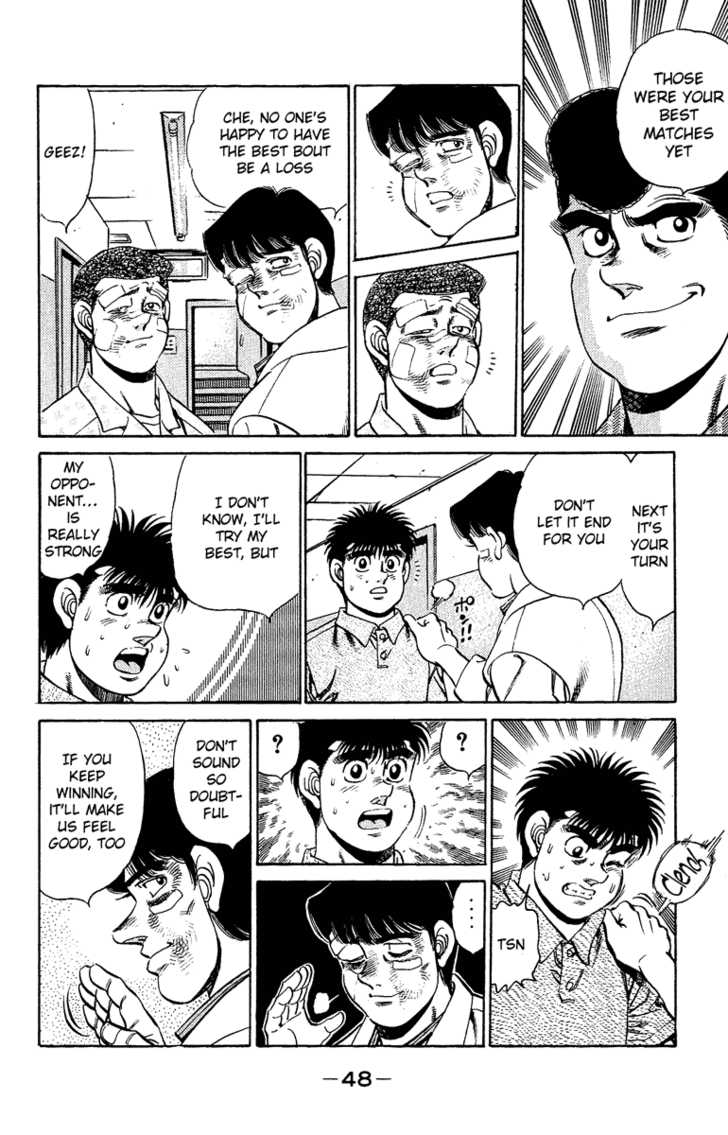 THOSE
WERE YOUR
BEST
MATCHES
YET
CHE, NO ONE'S
HAPPY TO HAVE
THE BEST BOUT
BE A LOSS
GEEZ!
NEXT
IT'S
YOUR
TURN
DON'T
LET IT END
FOR YOU
ポン!!
I DON'T
KNOW, I'LL
TRY MY
BEST, BUT
MY
OPPO-
NENT...
IS
REALLY
STRONG
Clench
TSN
?
?
....
DON'T
SOUND
SO
DOUBT-
FUL
IF YOU
KEEP
WINNING,
IT'LL MAKE
US FEEL
GOOD, TOO
—48—